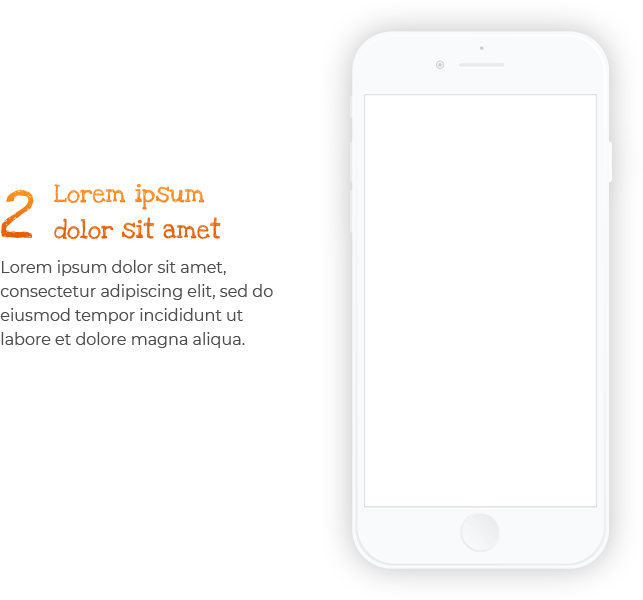 2
Lorem ipsum
dolor sit amet
Lorem ipsum dolor sit amet,
consectetur adipiscing elit, sed do
eiusmod tempor incididunt ut
labore et dolore magna aliqua.